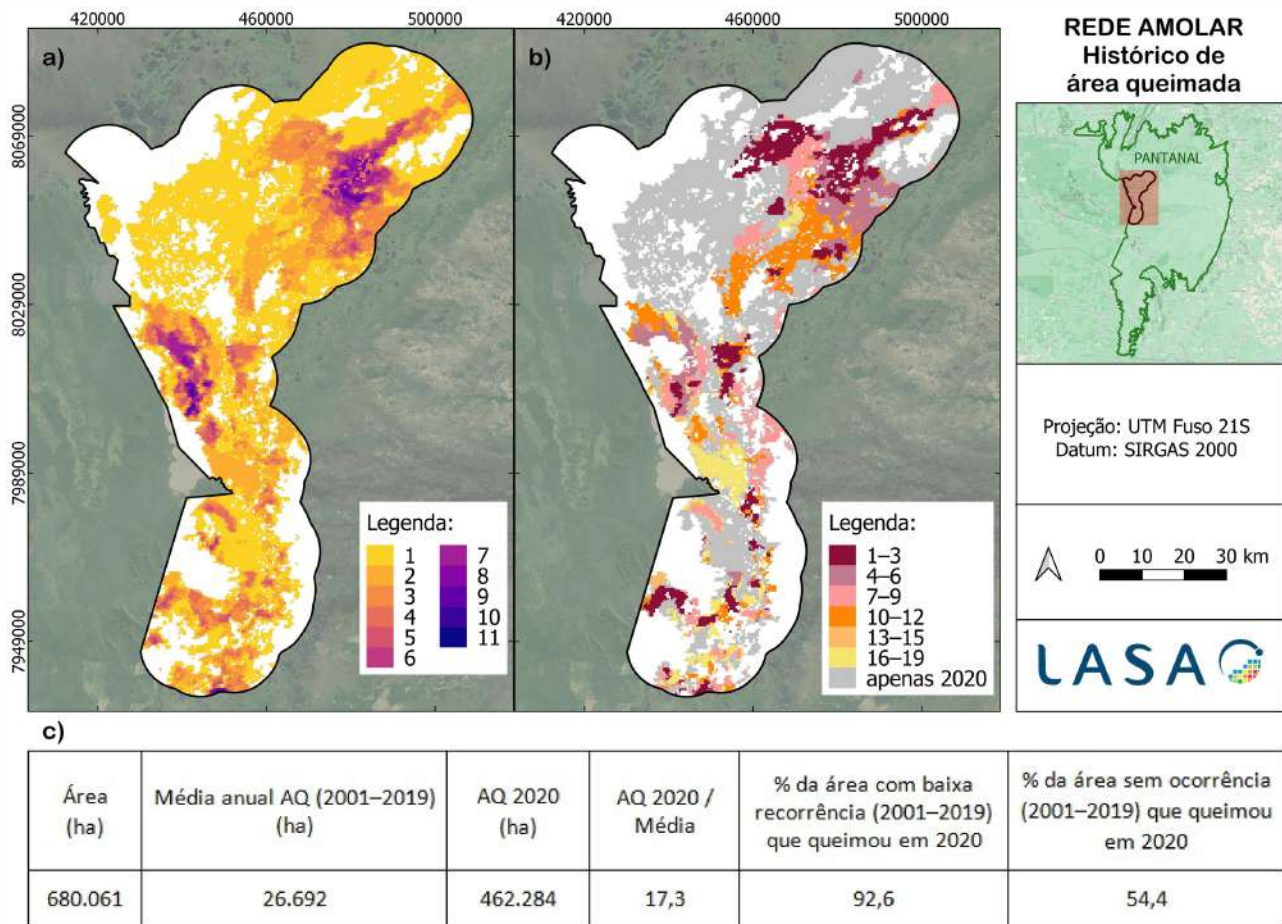 420000 460000 500000
420000 460000 500000
a)
b)
8069000
8029000
7989000
7949000
Legenda:
1
2
3
4
5
6
7
8
9
10
11
Legenda:
1–3
4–6
7–9
10–12
13–15
16–19
apenas 2020
REDE AMOLAR
Histórico de
área queimada
PANTANAL
Projeção: UTM Fuso 21S
Datum: SIRGAS 2000
0 10 20 30 km
LASA
c)
Área
(ha)
Média anual AQ (2001–2019)
(ha)
AQ 2020
(ha)
AQ 2020 /
Média
% da área com baixa
recorrência (2001–2019)
que queimou em 2020
% da área sem ocorrência
(2001–2019) que queimou
em 2020
680.061 26.692 462.284 17,3 92,6 54,4